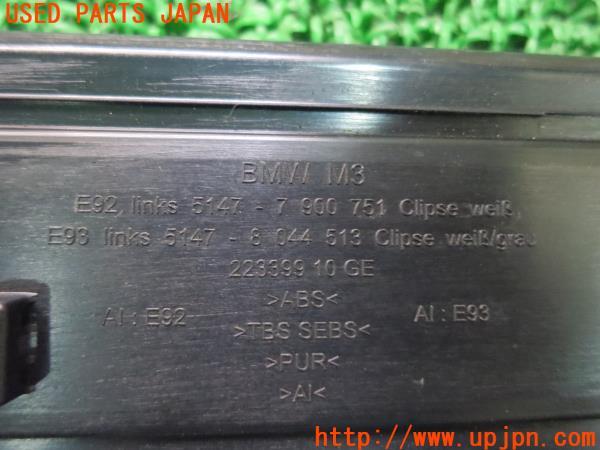 USED PARTS JAPAN
BMW M3
E92, links 5147 - 7 900 751 Clipse weiß,
E93 links 5147 - 8 044 513 Clipse weiß/grau
223399 10 GE
>ABS<
AI : E92 >TBS SEBS< AI : E93
>PUR<
>AI<
UPJ
http://www.upjpn.com